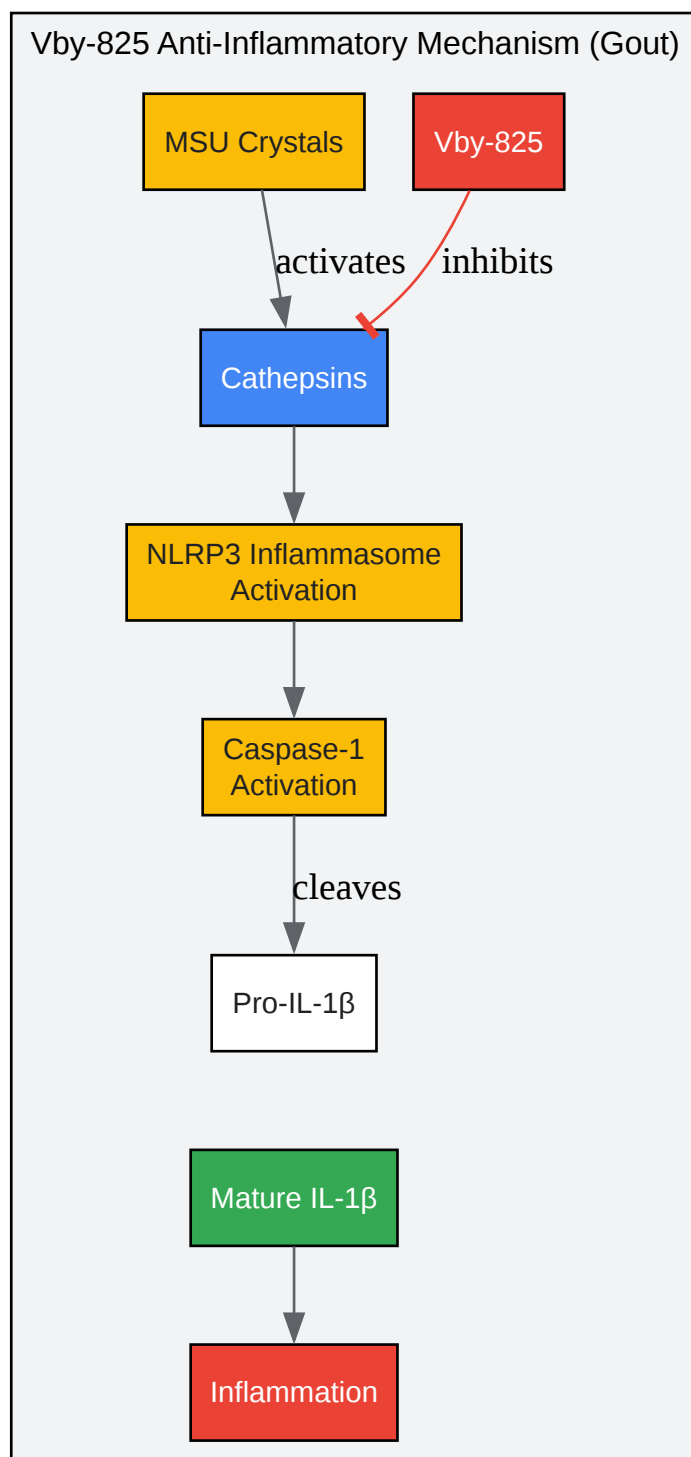 Vby-825 Anti-Inflammatory Mechanism (Gout)
MSU Crystals
Vby-825
activates
inhibits
Cathepsins
NLRP3 Inflammasome
Activation
Caspase-1
Activation
cleaves
Pro-IL-1β
Mature IL-1β
Inflammation